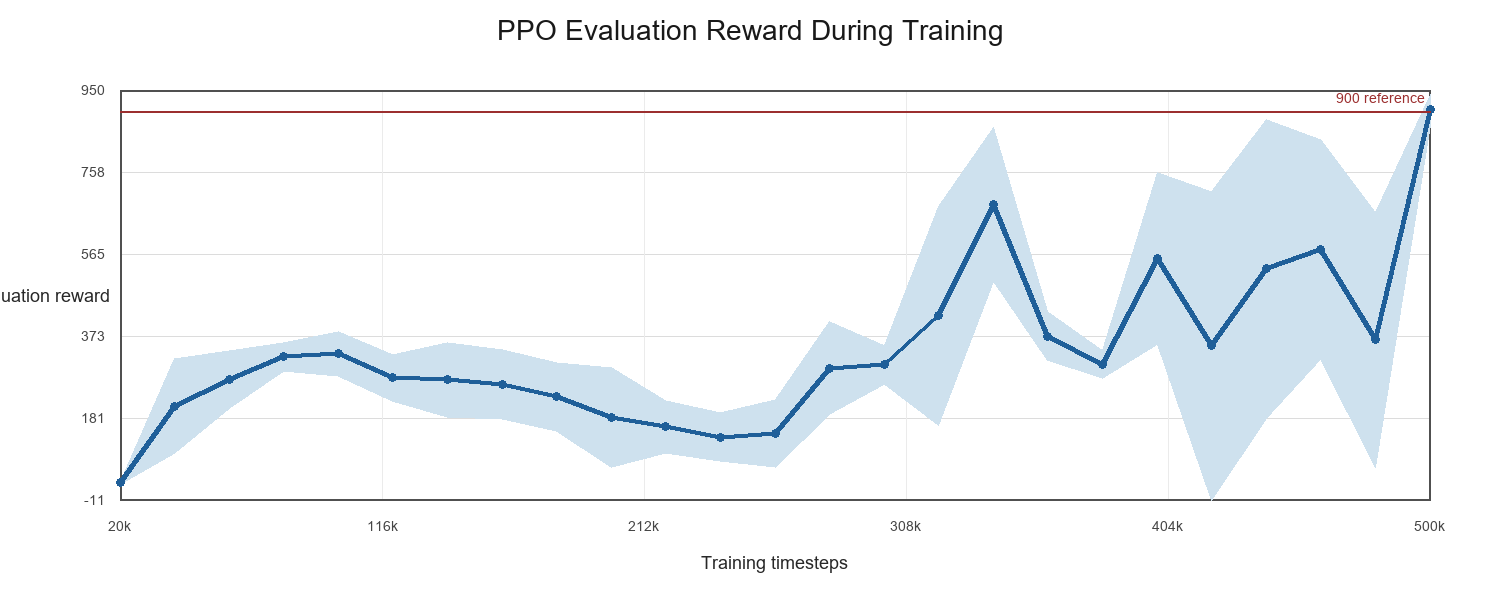 PPO Evaluation Reward During Training
950
900 reference
758
565
uation reward
373
181
-11
20k 116k 212k 308k 404k 500k
Training timesteps